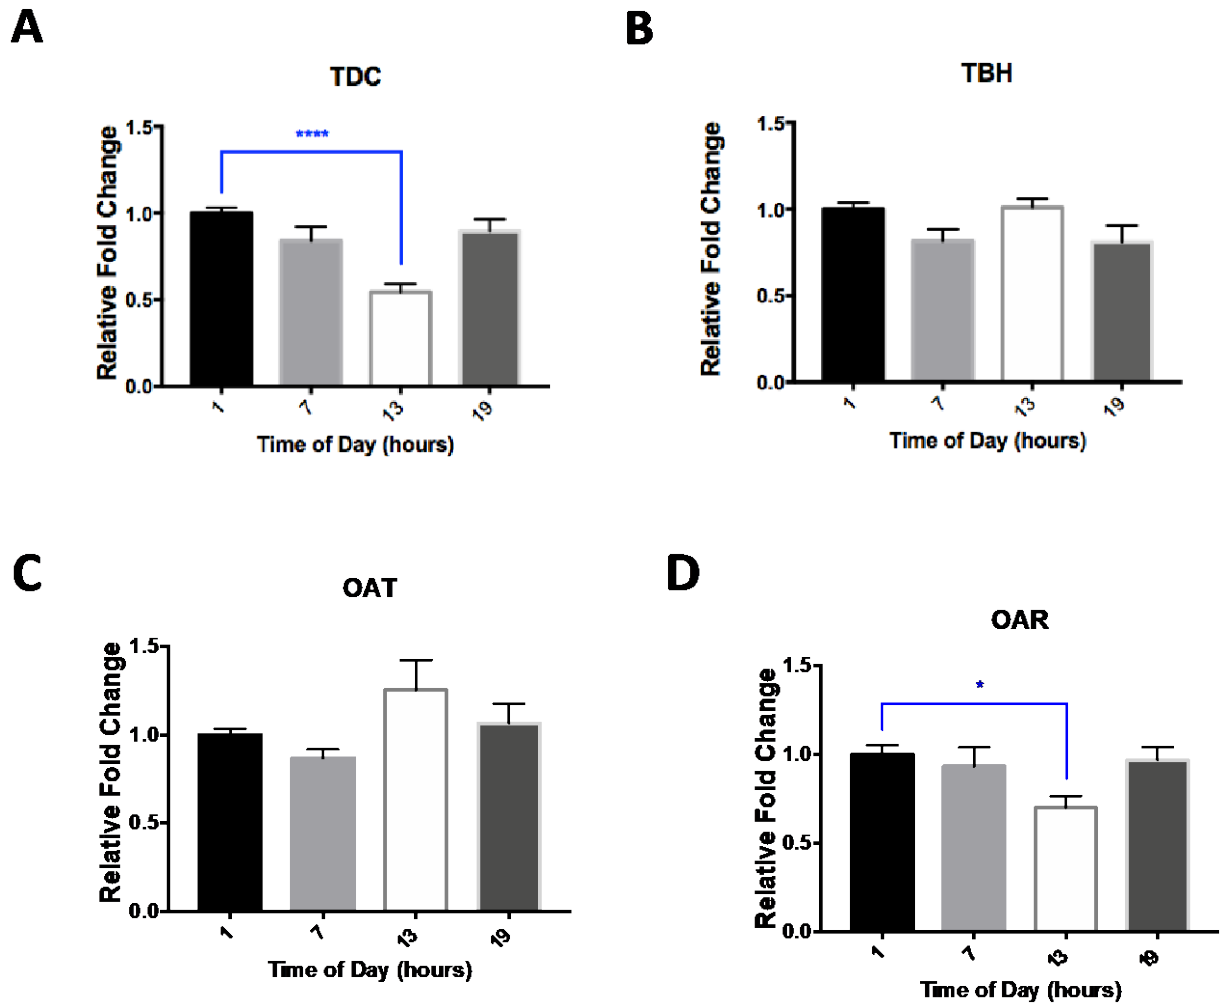 A
TDC
Relative Fold Change
1.5
1.0
0.5
0.0
****
1
7
13
19
Time of Day (hours)
B
TBH
Relative Fold Change
1.5
1.0
0.5
0.0
1
7
13
19
Time of Day (hours)
C
OAT
Relative Fold Change
1.5
1.0
0.5
0.0
1
7
13
19
Time of Day (hours)
D
OAR
Relative Fold Change
1.5
1.0
0.5
0.0
*
1
7
13
19
Time of Day (hours)